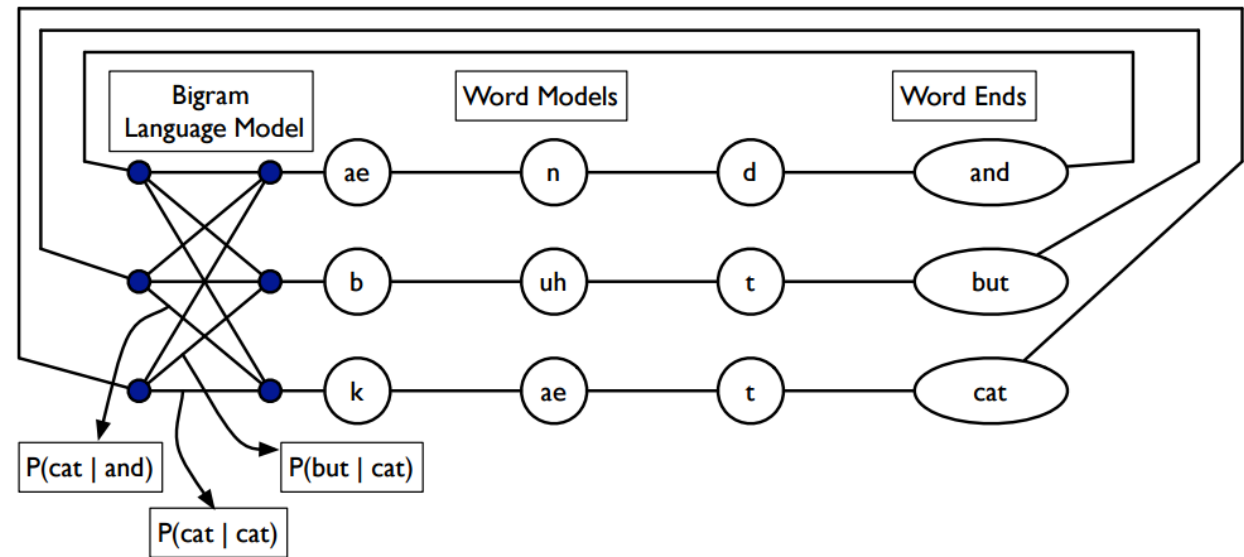 Bigram
Language Model
Word Models
Word Ends
ae
n
d
and
b
uh
t
but
k
ae
t
cat
P(cat | and)
P(but | cat)
P(cat | cat)